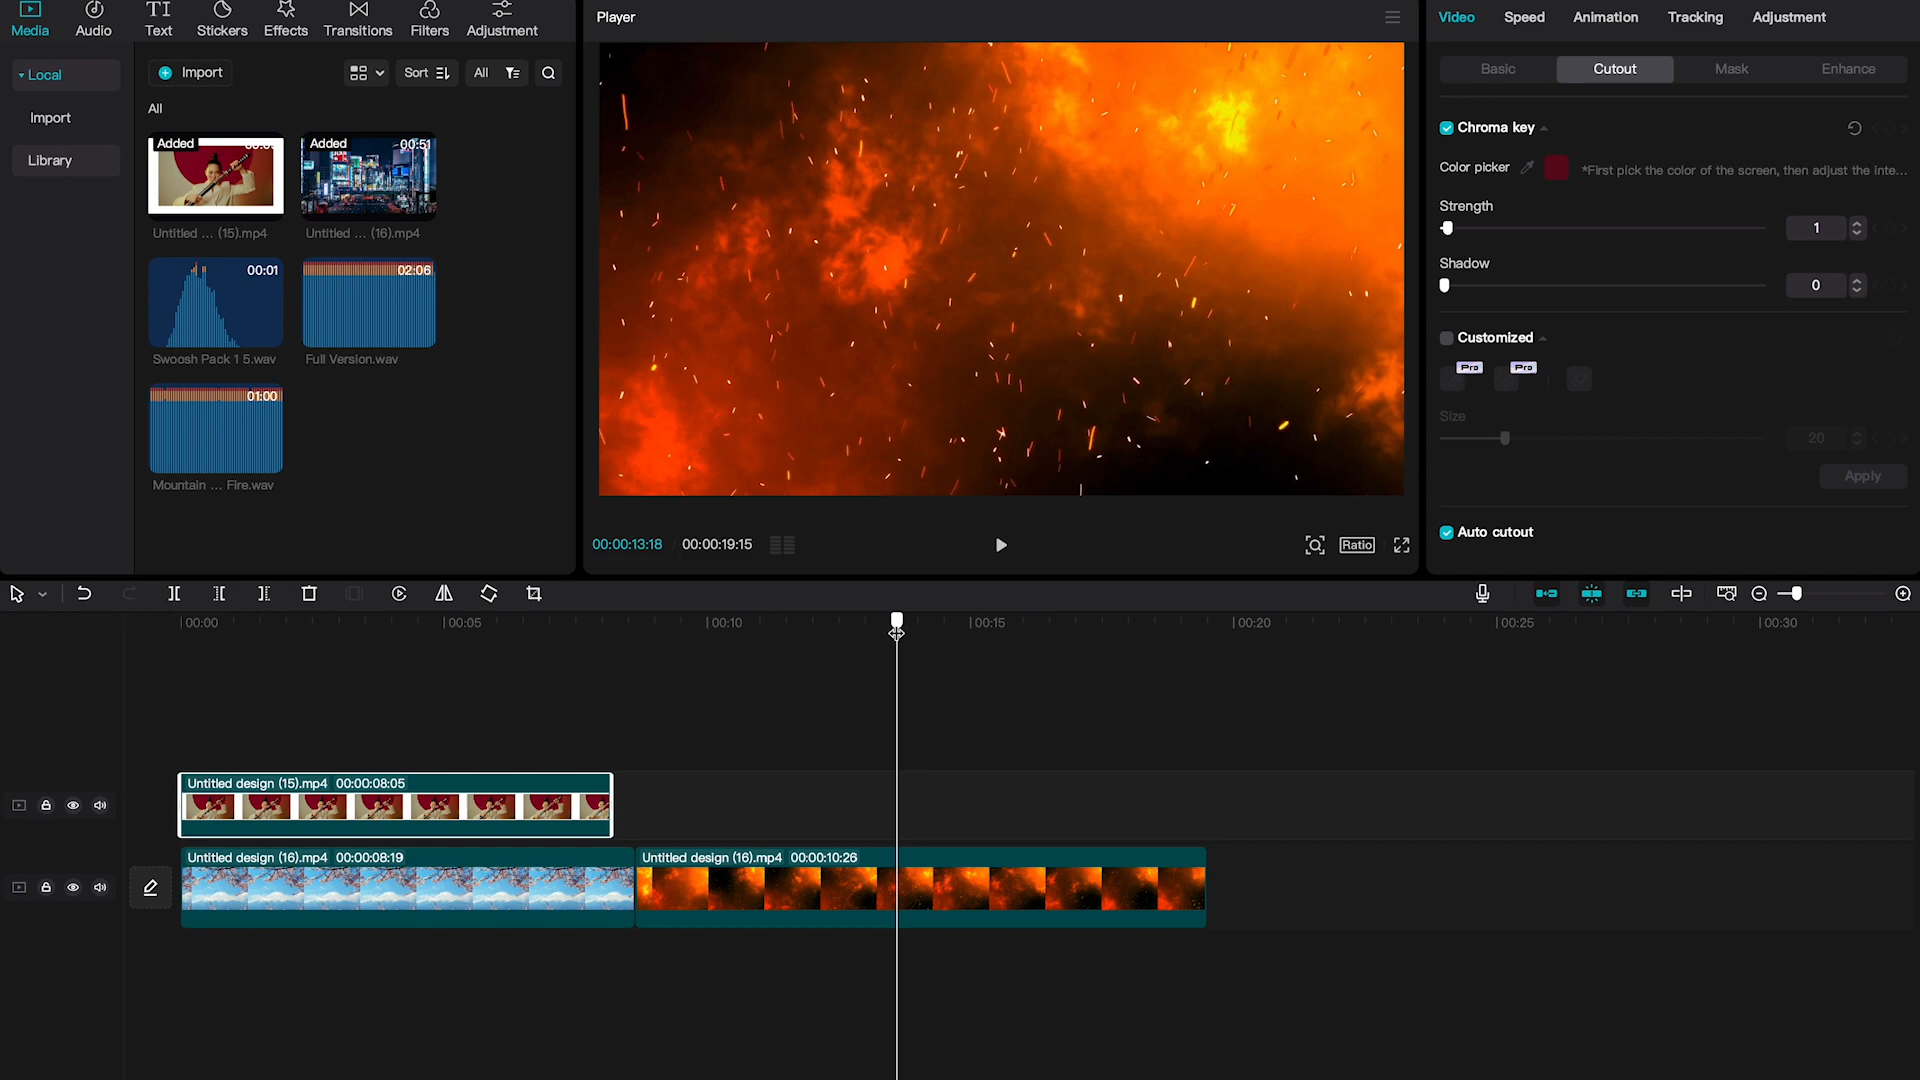 Media
Audio
Text
Stickers
Effects
Transitions
Filters
Adjustment
Local
Import
Library
Import
Sort
All
All
Added
Untitled ... (15).mp4
Added 00:51
Untitled ... (16).mp4
00:01
Swoosh Pack 1 5.wav
02:06
Full Version.wav
01:00
Mountain ... Fire.wav
Player
00:00:13:18 / 00:00:19:15
Ratio
Video
Speed
Animation
Tracking
Adjustment
Basic
Cutout
Mask
Enhance
Chroma key
Color picker
*First pick the color of the screen, then adjust the inte...
Strength
1
Shadow
0
Customized
Pro
Pro
Size
20
Apply
Auto cutout
00:00
00:05
00:10
00:15
00:20
00:25
00:30
Untitled design (15).mp4 00:00:08:05
Untitled design (16).mp4 00:00:08:19
Untitled design (16).mp4 00:00:10:26